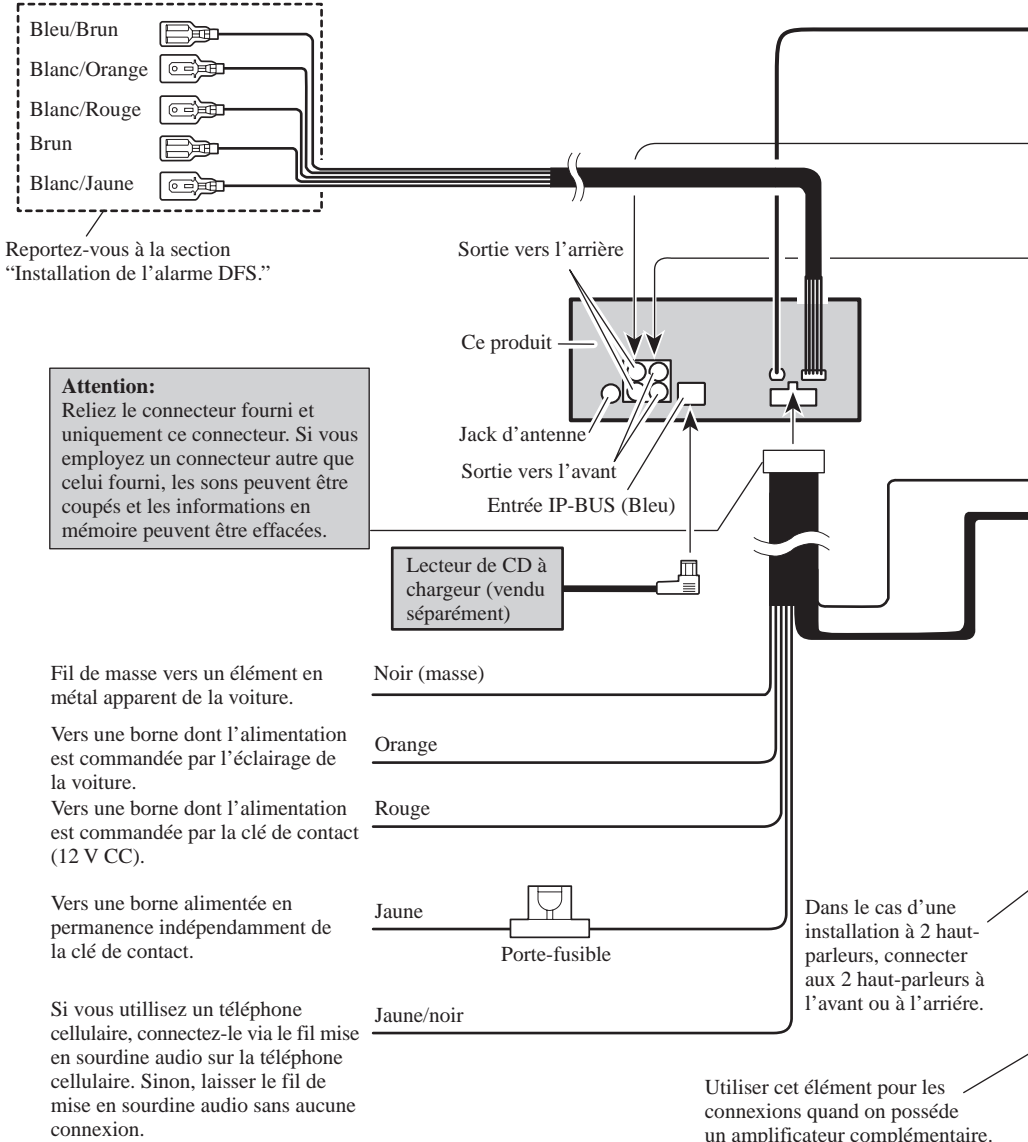 Bleu/Brun
Blanc/Orange
Blanc/Rouge
Brun
Blanc/Jaune
Reportez-vous à la section
“Installation de l’alarme DFS.”
Sortie vers l’arrière
Ce produit
Attention:
Reliez le connecteur fourni et
uniquement ce connecteur. Si vous
employez un connecteur autre que
celui fourni, les sons peuvent être
coupés et les informations en
mémoire peuvent être effacées.
Jack d’antenne
Sortie vers l’avant
Entrée IP-BUS (Bleu)
Lecteur de CD à
chargeur (vendu
séparément)
Fil de masse vers un élément en
métal apparent de la voiture.
Noir (masse)
Vers une borne dont l’alimentation
est commandée par l’éclairage de
la voiture.
Orange
Vers une borne dont l’alimentation
est commandée par la clé de contact
(12 V CC).
Rouge
Vers une borne alimentée en
permanence indépendamment de
la clé de contact.
Jaune
Porte-fusible
Dans le cas d’une
installation à 2 haut-
parleurs, connecter
aux 2 haut-parleurs à
l’avant ou à l’arriére.
Si vous utillisez un téléphone
cellulaire, connectez-le via le fil mise
en sourdine audio sur la téléphone
cellulaire. Sinon, laisser le fil de
mise en sourdine audio sans aucune
connexion.
Jaune/noir
Utiliser cet élément pour les
connexions quand on posséde
un amplificateur complémentaire.